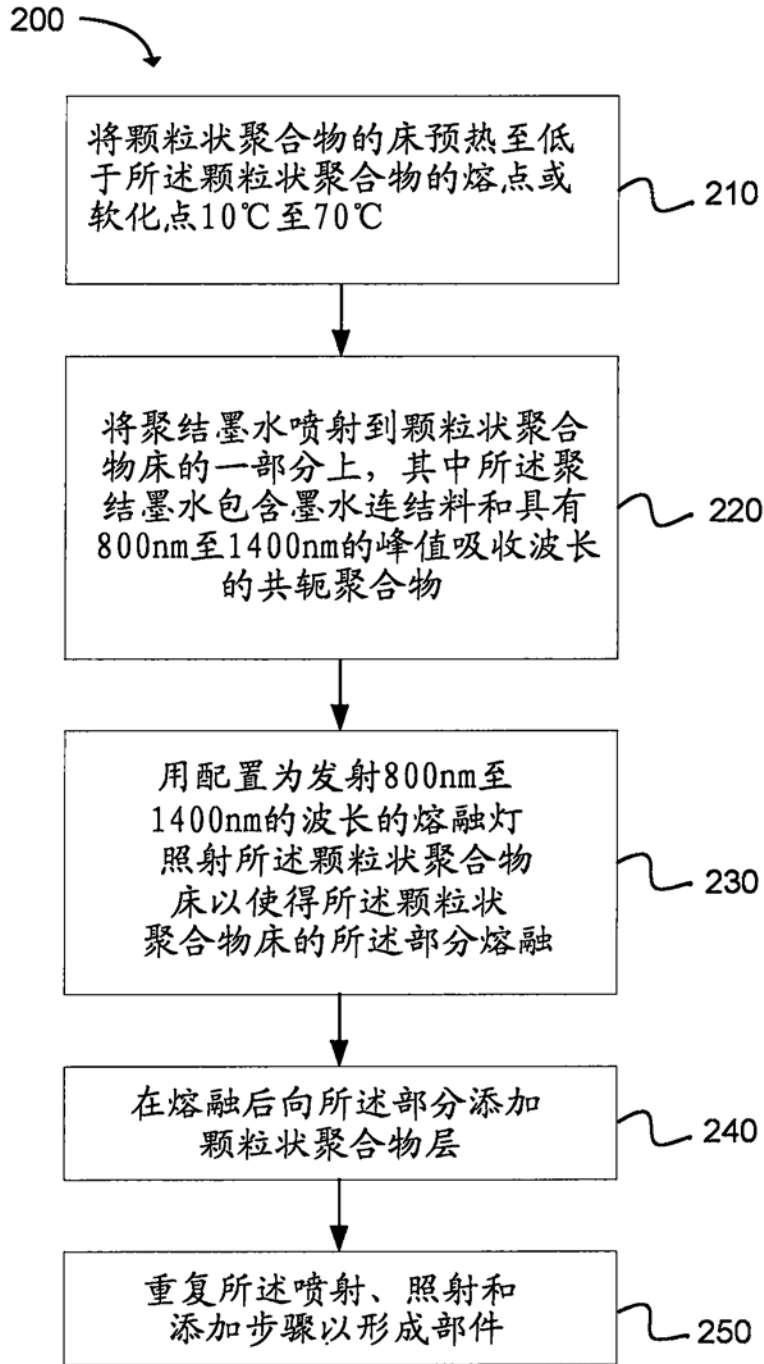 200
将颗粒状聚合物的床预热至低
于所述颗粒状聚合物的熔点或
软化点10℃至70℃
210
将聚结墨水喷射到颗粒状聚合
物床的一部分上，其中所述聚
结墨水包含墨水连结料和具有
800nm至1400nm的峰值吸收波长
的共轭聚合物
220
用配置为发射800nm至
1400nm的波长的熔融灯
照射所述颗粒状聚合物
床以使得所述颗粒状
聚合物床的所述部分熔融
230
在熔融后向所述部分添加
颗粒状聚合物层
240
重复所述喷射、照射和
添加步骤以形成部件
250